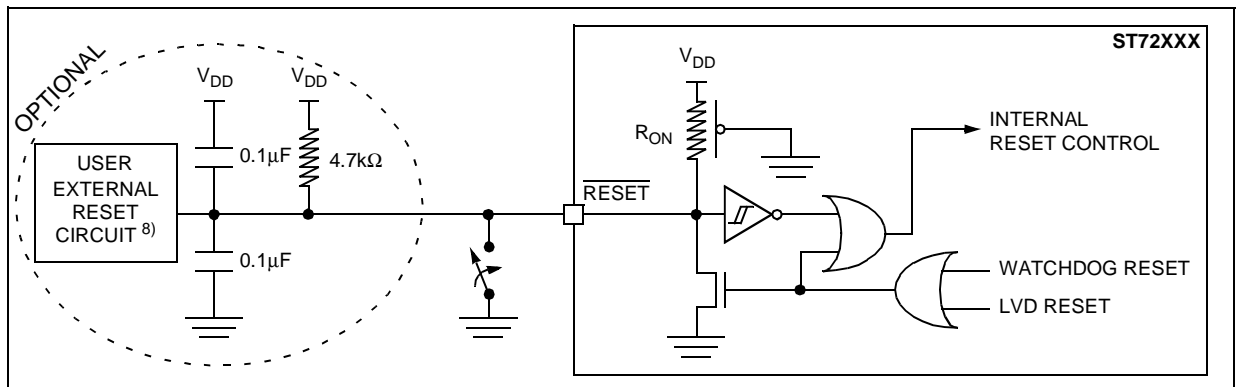 OPTIONAL
V_DD
V_DD
0.1μF
4.7kΩ
USER
EXTERNAL
RESET
CIRCUIT 8)
0.1μF
ST72XXX
V_DD
R_ON
INTERNAL
RESET CONTROL
RESET
WATCHDOG RESET
LVD RESET